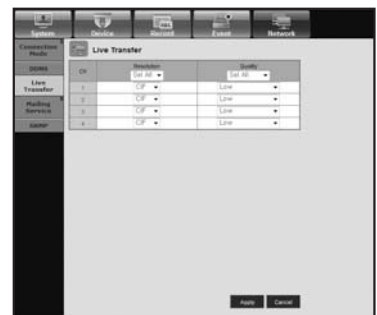 System Device Record Event Network
Connection Mode
DDNS
Live Transfer
Mailing Service
SNMP
Live Transfer
CH Resolution Quality
Set All Set All
1 CIF Low
2 CIF Low
3 CIF Low
4 CIF Low
Apply Cancel